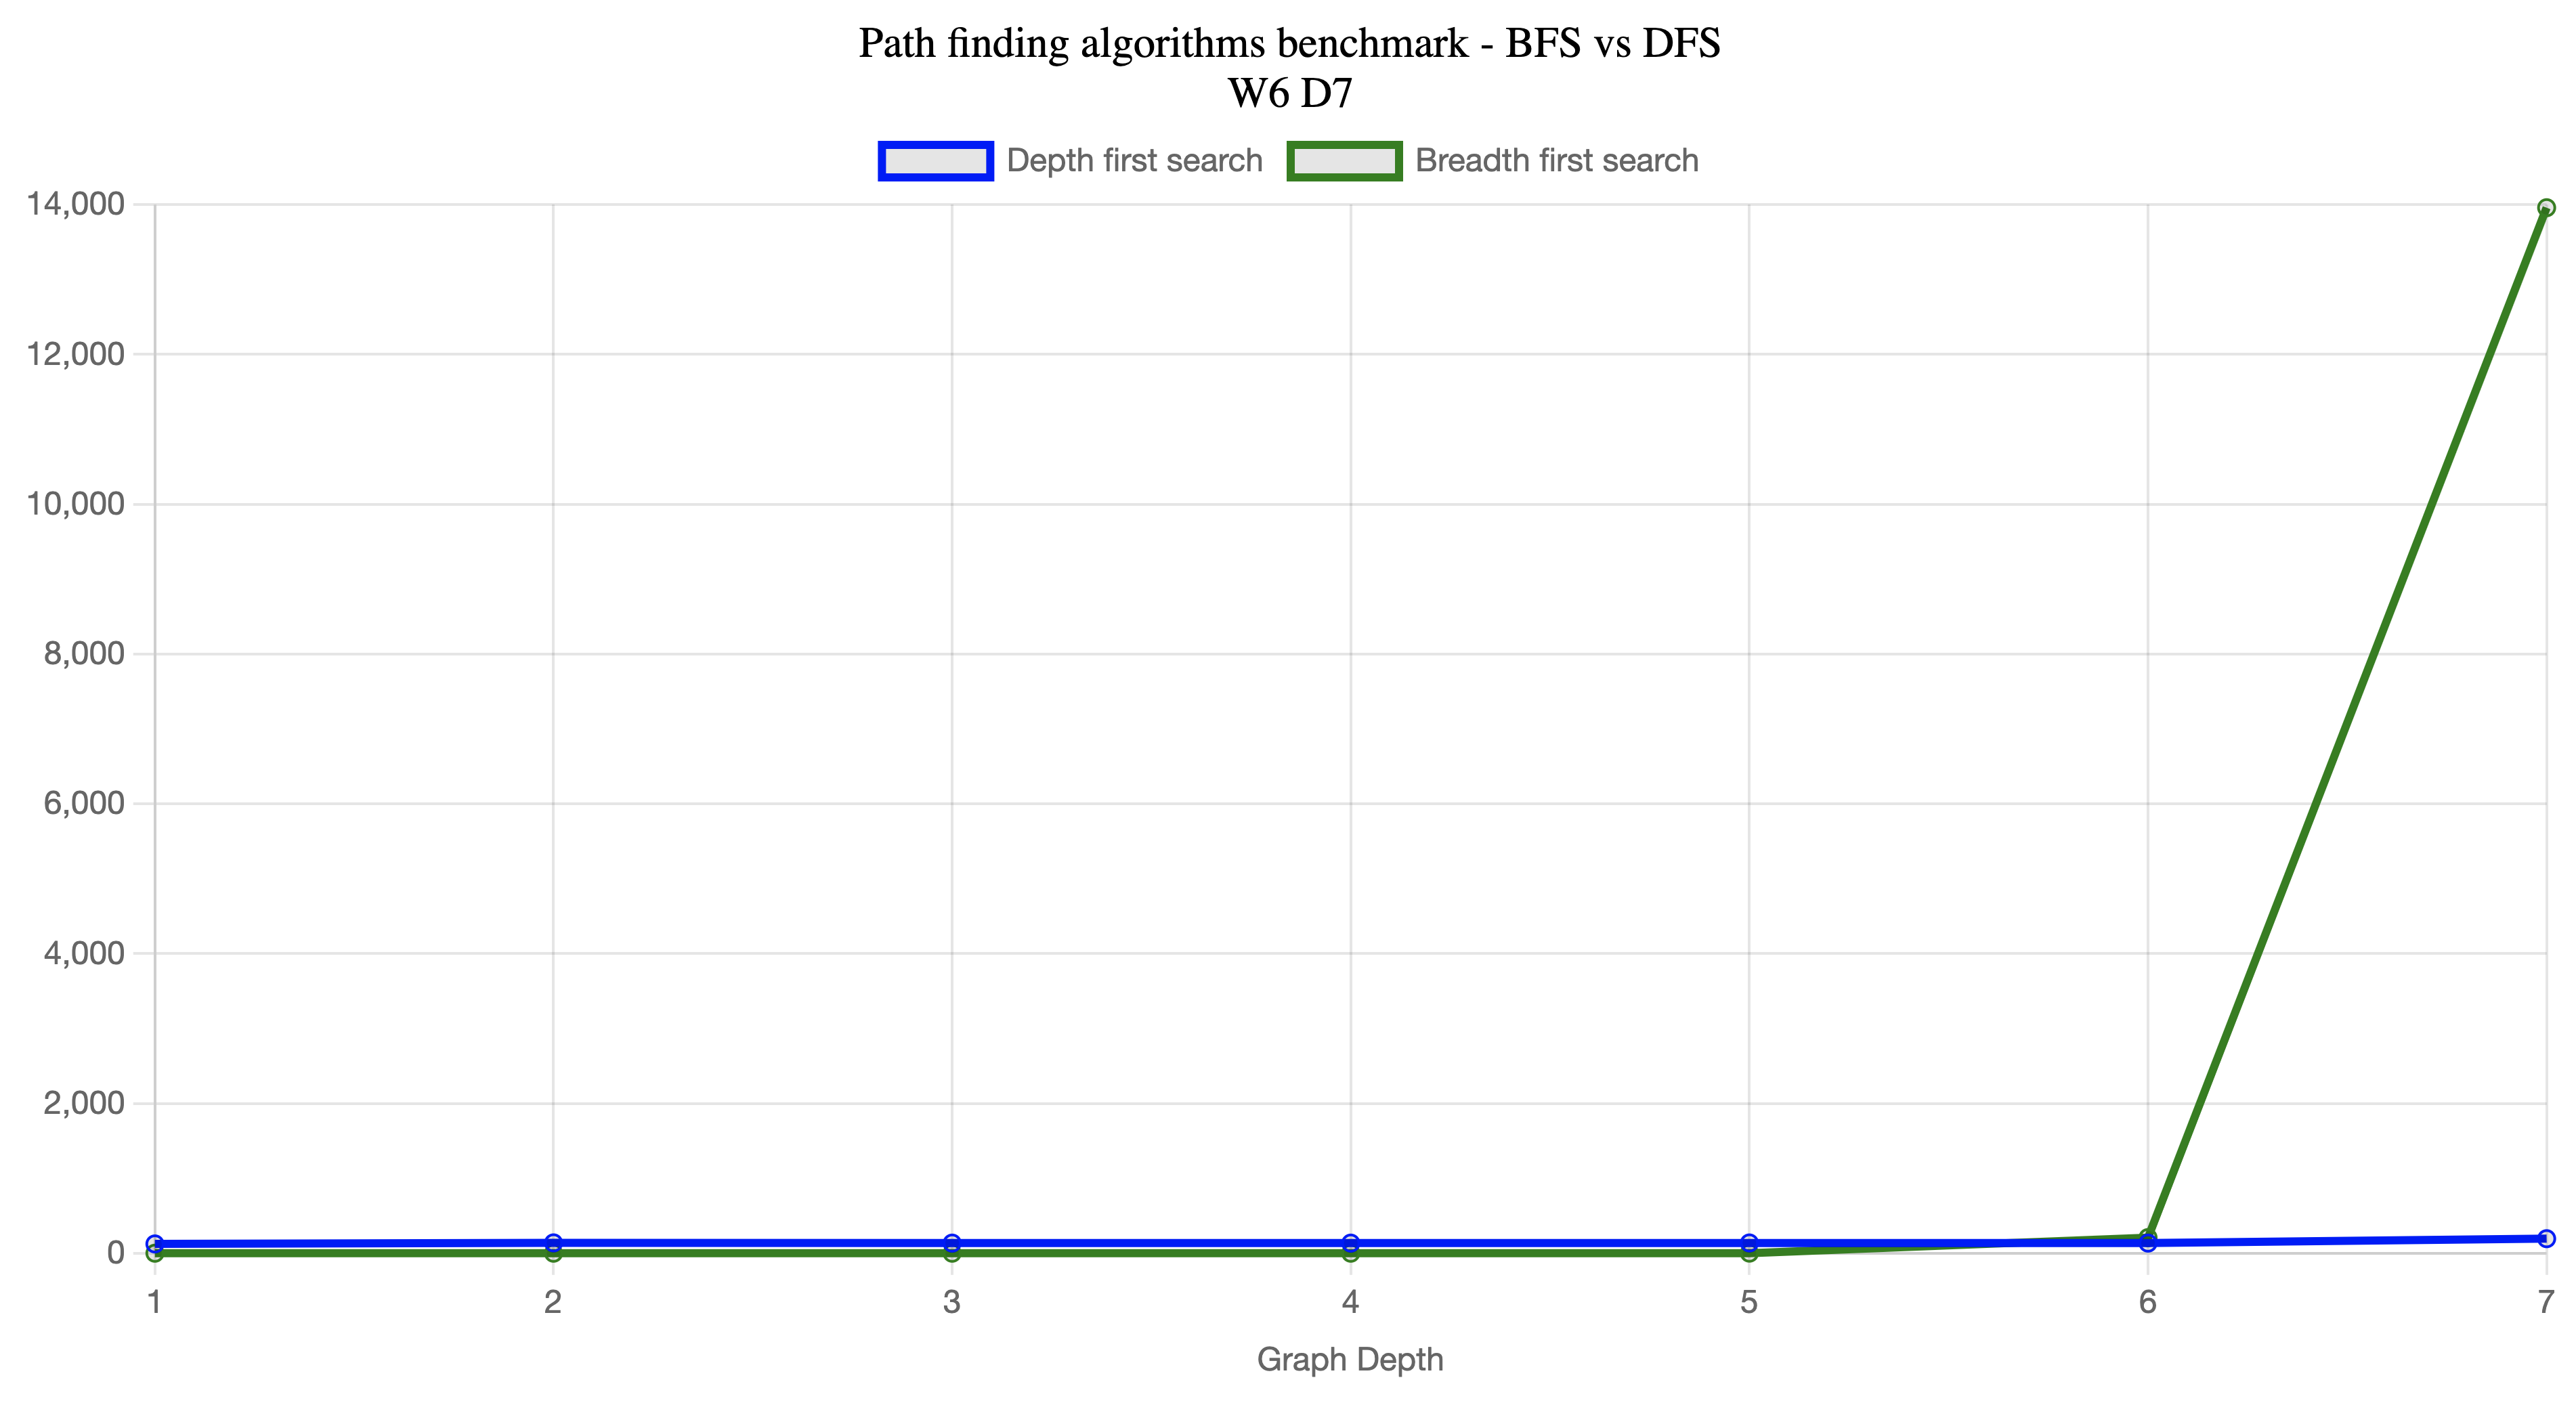 Path finding algorithms benchmark - BFS vs DFS
W6 D7
Depth first search Breadth first search
14,000
12,000
10,000
8,000
6,000
4,000
2,000
0
1 2 3 4 5 6 7
Graph Depth